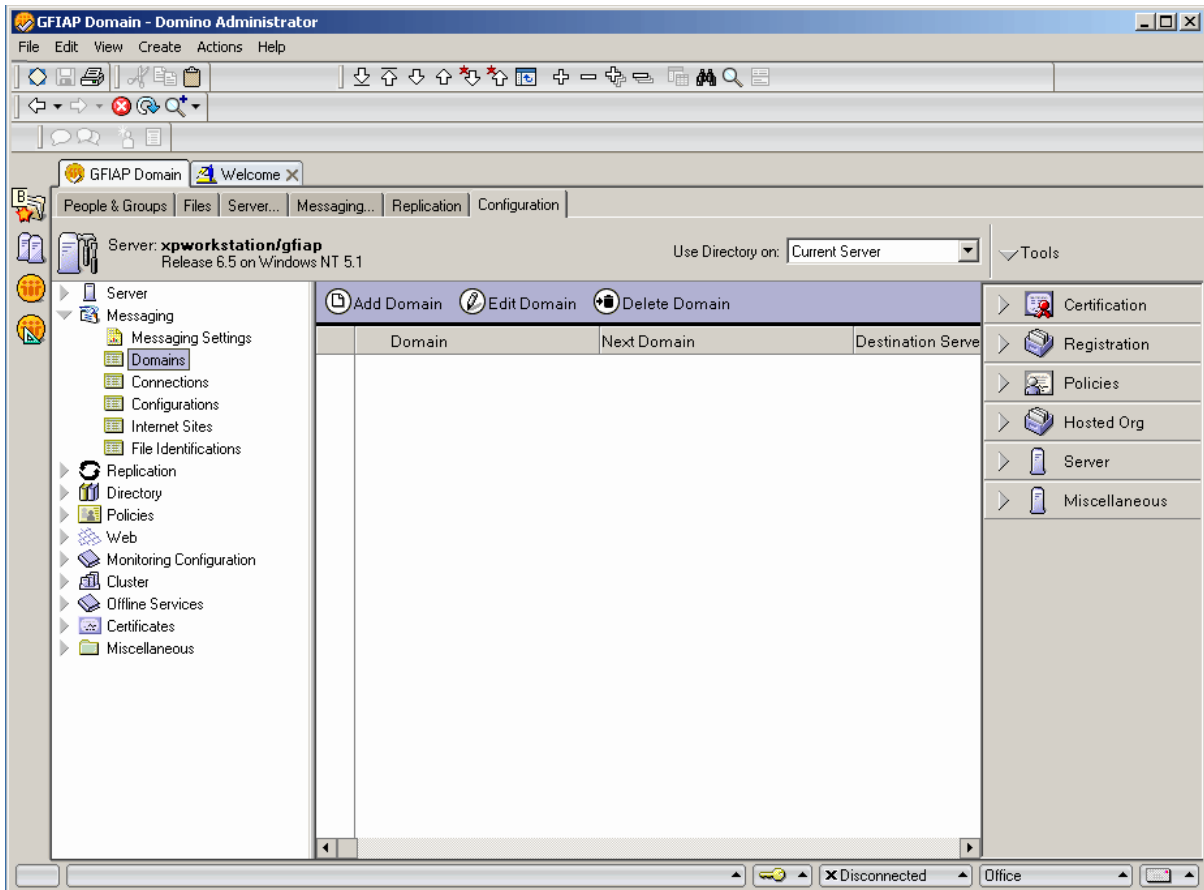 GFIAP Domain - Domino Administrator
File Edit View Create Actions Help
GFIAP Domain Welcome
People & Groups Files Server... Messaging... Replication Configuration
Server: xpworkstation/gfiap
Release 6.5 on Windows NT 5.1
Use Directory on: Current Server
Tools
Server
Messaging
Messaging Settings
Domains
Connections
Configurations
Internet Sites
File Identifications
Replication
Directory
Policies
Web
Monitoring Configuration
Cluster
Offline Services
Certificates
Miscellaneous
Add Domain Edit Domain Delete Domain
Domain Next Domain Destination Serve
Certification
Registration
Policies
Hosted Org
Server
Miscellaneous
Disconnected Office